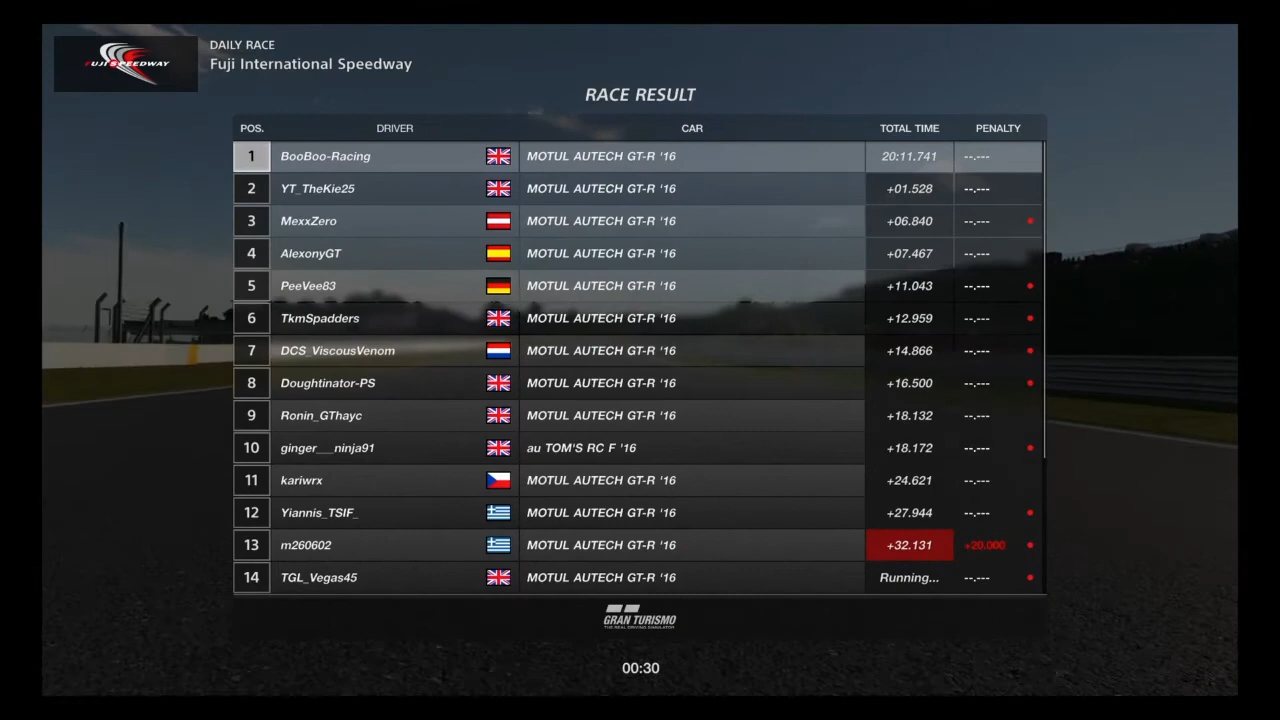 FUJI SPEEDWAY
DAILY RACE
Fuji International Speedway
RACE RESULT
POS. DRIVER CAR TOTAL TIME PENALTY
1 BooBoo-Racing MOTUL AUTECH GT-R '16 20:11.741 --.---
2 YT_TheKie25 MOTUL AUTECH GT-R '16 +01.528 --.---
3 MexxZero MOTUL AUTECH GT-R '16 +06.840 --.---
4 AlexonyGT MOTUL AUTECH GT-R '16 +07.467 --.---
5 PeeVee83 MOTUL AUTECH GT-R '16 +11.043 --.---
6 TkmSpadders MOTUL AUTECH GT-R '16 +12.959 --.---
7 DCS_ViscousVenom MOTUL AUTECH GT-R '16 +14.866 --.---
8 Doughtinator-PS MOTUL AUTECH GT-R '16 +16.500 --.---
9 Ronin_GThayc MOTUL AUTECH GT-R '16 +18.132 --.---
10 ginger___ninja91 au TOM'S RC F '16 +18.172 --.---
11 kariwrx MOTUL AUTECH GT-R '16 +24.621 --.---
12 Yiannis_TSIF_ MOTUL AUTECH GT-R '16 +27.944 --.---
13 m260602 MOTUL AUTECH GT-R '16 +32.131 +20.000
14 TGL_Vegas45 MOTUL AUTECH GT-R '16 Running... --.---
GRAN TURISMO
THE REAL DRIVING SIMULATOR
00:30